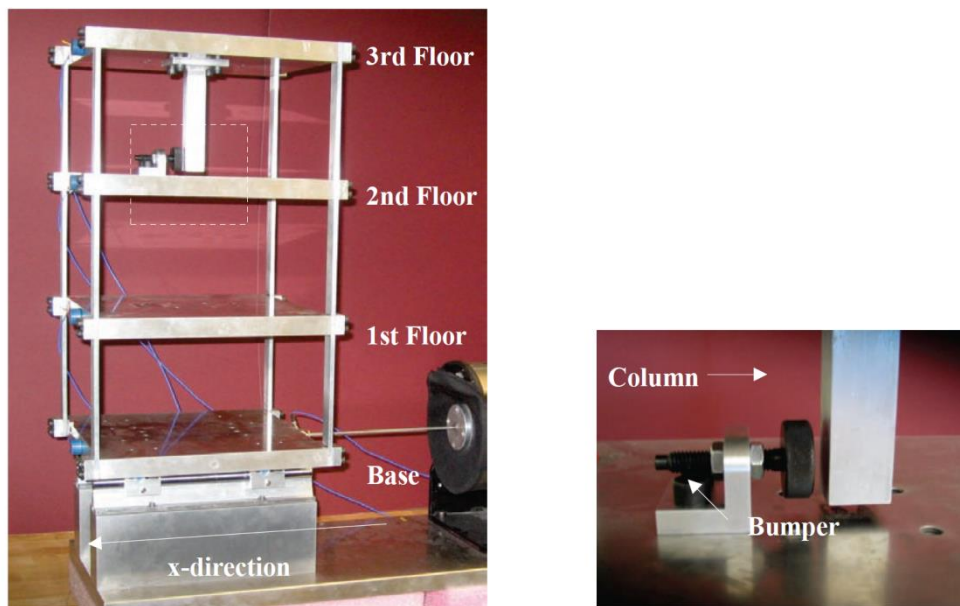 3rd Floor
2nd Floor
1st Floor
Base
x-direction
Column
Bumper